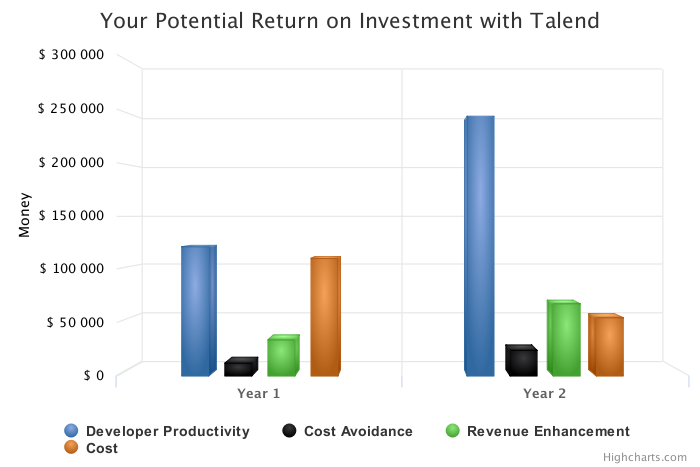 Your Potential Return on Investment with Talend
$ 300 000
$ 250 000
$ 200 000
$ 150 000
$ 100 000
$ 50 000
$ 0
Money
Year 1
Year 2
Developer Productivity
Cost Avoidance
Revenue Enhancement
Cost
Highcharts.com